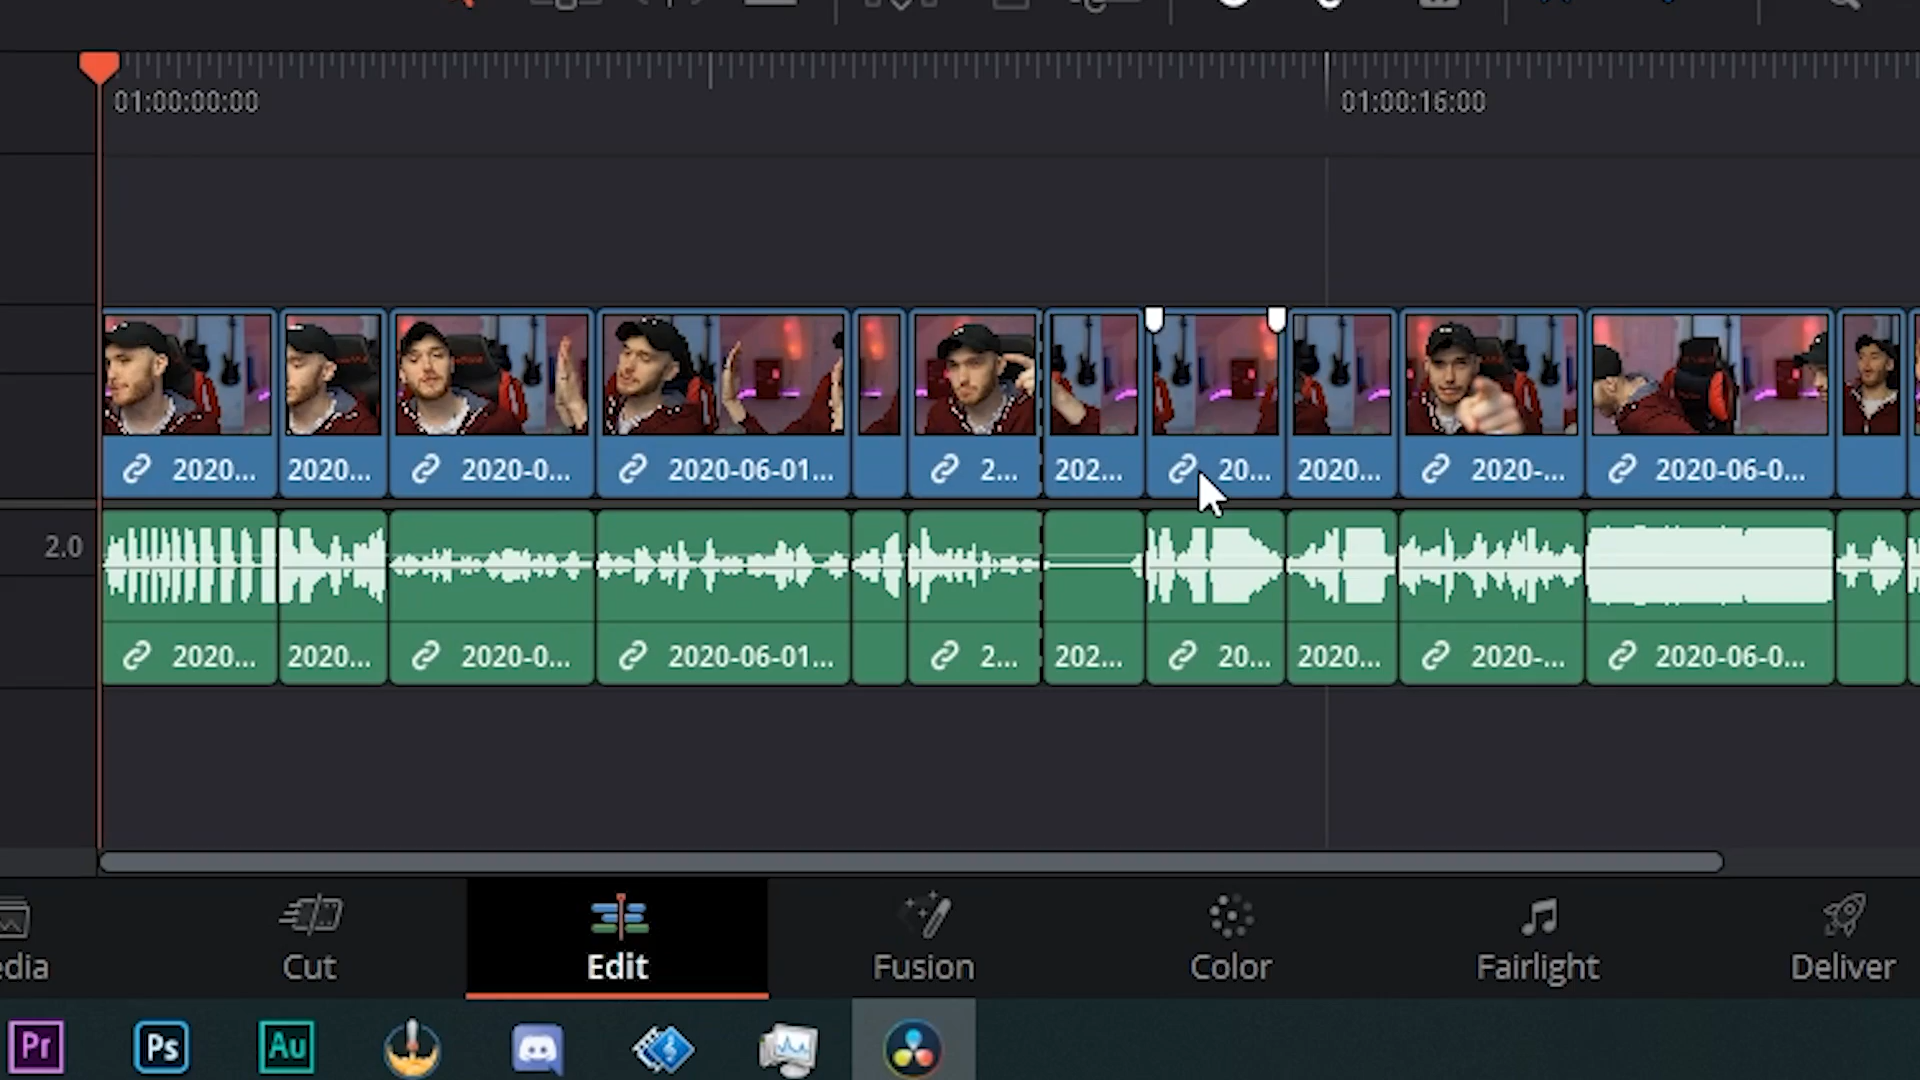 01:00:00:00
01:00:16:00
2020... 2020... 2020-0... 2020-06-01... 2... 202... 20... 2020... 2020-... 2020-06-0...
2.0
2020... 2020... 2020-0... 2020-06-01... 2... 202... 20... 2020... 2020-... 2020-06-0...
edia Cut Edit Fusion Color Fairlight Deliver
Pr Ps Au